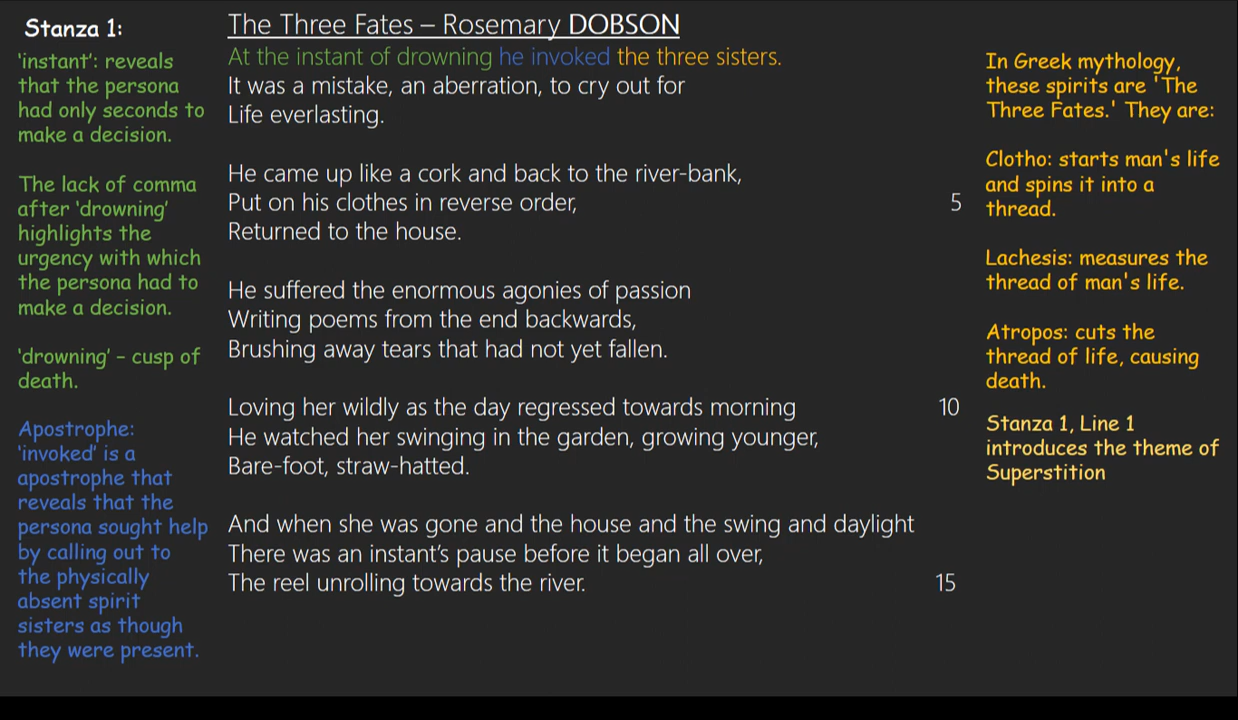 Stanza 1:
‘instant’: reveals
that the persona
had only seconds to
make a decision.
The lack of comma
after ‘drowning’
highlights the
urgency with which
the persona had to
make a decision.
‘drowning’ – cusp of
death.
Apostrophe:
‘invoked’ is a
apostrophe that
reveals that the
persona sought help
by calling out to
the physically
absent spirit
sisters as though
they were present.
The Three Fates – Rosemary DOBSON
At the instant of drowning he invoked the three sisters.
It was a mistake, an aberration, to cry out for
Life everlasting.
He came up like a cork and back to the river-bank,
Put on his clothes in reverse order, 5
Returned to the house.
He suffered the enormous agonies of passion
Writing poems from the end backwards,
Brushing away tears that had not yet fallen.
Loving her wildly as the day regressed towards morning 10
He watched her swinging in the garden, growing younger,
Bare-foot, straw-hatted.
And when she was gone and the house and the swing and daylight
There was an instant’s pause before it began all over,
The reel unrolling towards the river. 15
In Greek mythology,
these spirits are 'The
Three Fates.' They are:
Clotho: starts man's life
and spins it into a
thread.
Lachesis: measures the
thread of man's life.
Atropos: cuts the
thread of life, causing
death.
Stanza 1, Line 1
introduces the theme of
Superstition